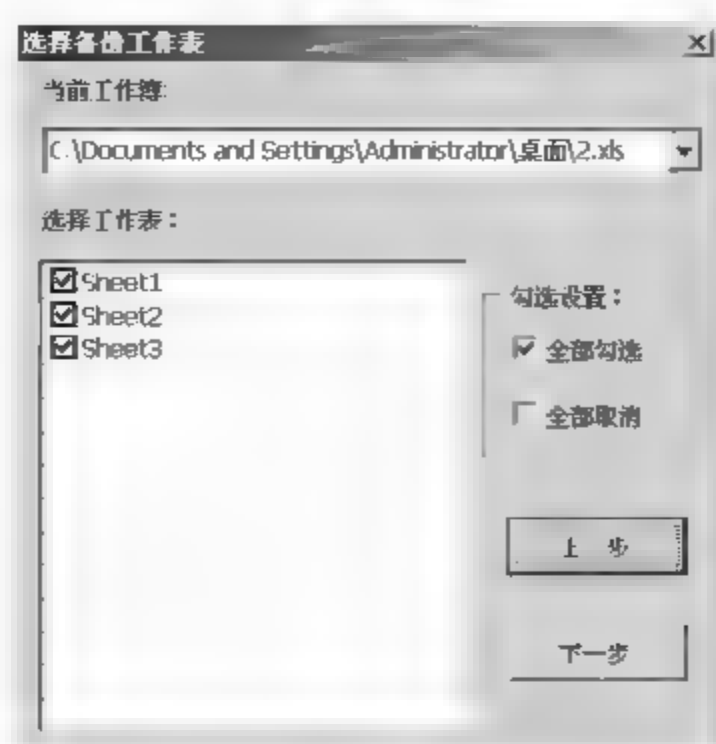 选择备份工作表
当前工作簿:
C:\Documents and Settings\Administrator\桌面\2.xls
选择工作表：
Sheet1
Sheet2
Sheet3
勾选设置：
全部勾选
全部取消
上 步
下一步